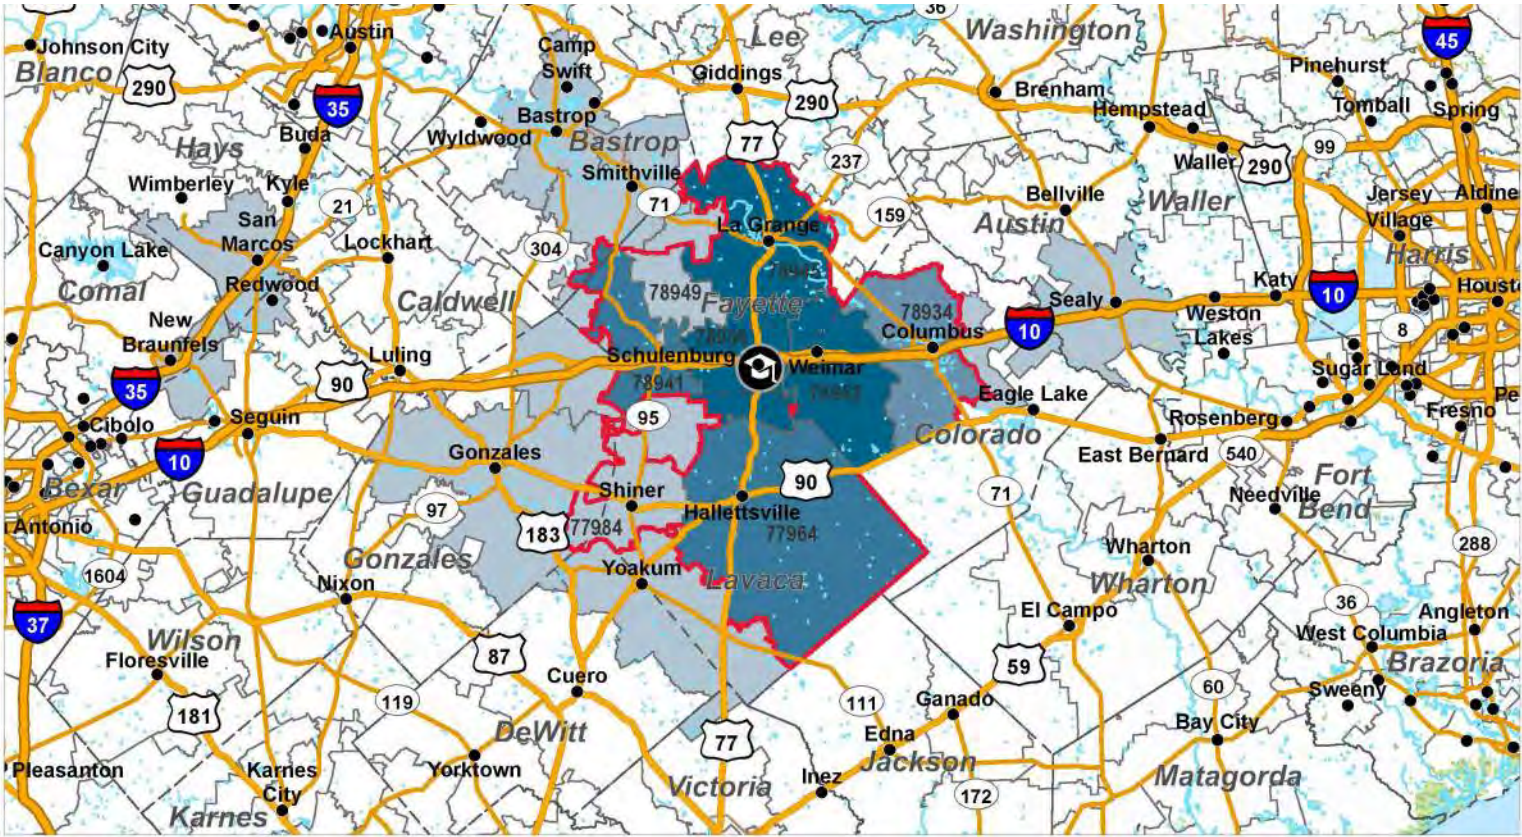 36
45
Austin
Johnson City
Blanco
290
Camp
Swift
Lee
Washington
Giddings
290
Brenham
Pinehurst
Tomball
Spring
35
Bastrop
Wyldwood
Hempstead
Buda
Hays
Bastrop
77
237
Waller
290
99
Smithville
Wimberley
Kyle
21
71
159
Bellville
Austin
Waller
Jersey
Village
Aldine
San
Marcos
Lockhart
304
La Grange
Harris
Canyon Lake
Comal
Redwood
Caldwell
78949
Fayette
78945
78934
Columbus
Sealy
Katy
10
10
Weston
Lakes
8
New
Braunfels
Luling
90
35
Schulenburg
78941
Weimar
78962
Sugar Land
Eagle Lake
Rosenberg
Fresno
Cibolo
Seguin
95
Colorado
East Bernard
540
10
Gonzales
Bexar
Guadalupe
90
Shiner
Hallettsville
71
Needville
Fort
Bend
97
183
77984
77964
Antonio
288
Gonzales
Wharton
1604
Nixon
Yoakum
Lavaca
Wharton
37
El Campo
36
Angleton
West Columbia
Wilson
Floresville
87
59
Brazoria
Cuero
Sweeny
181
119
111
Ganado
60
Bay City
DeWitt
77
Edna
Jackson
Pleasanton
Karnes
City
Yorktown
Victoria
Inez
172
Matagorda
Karnes